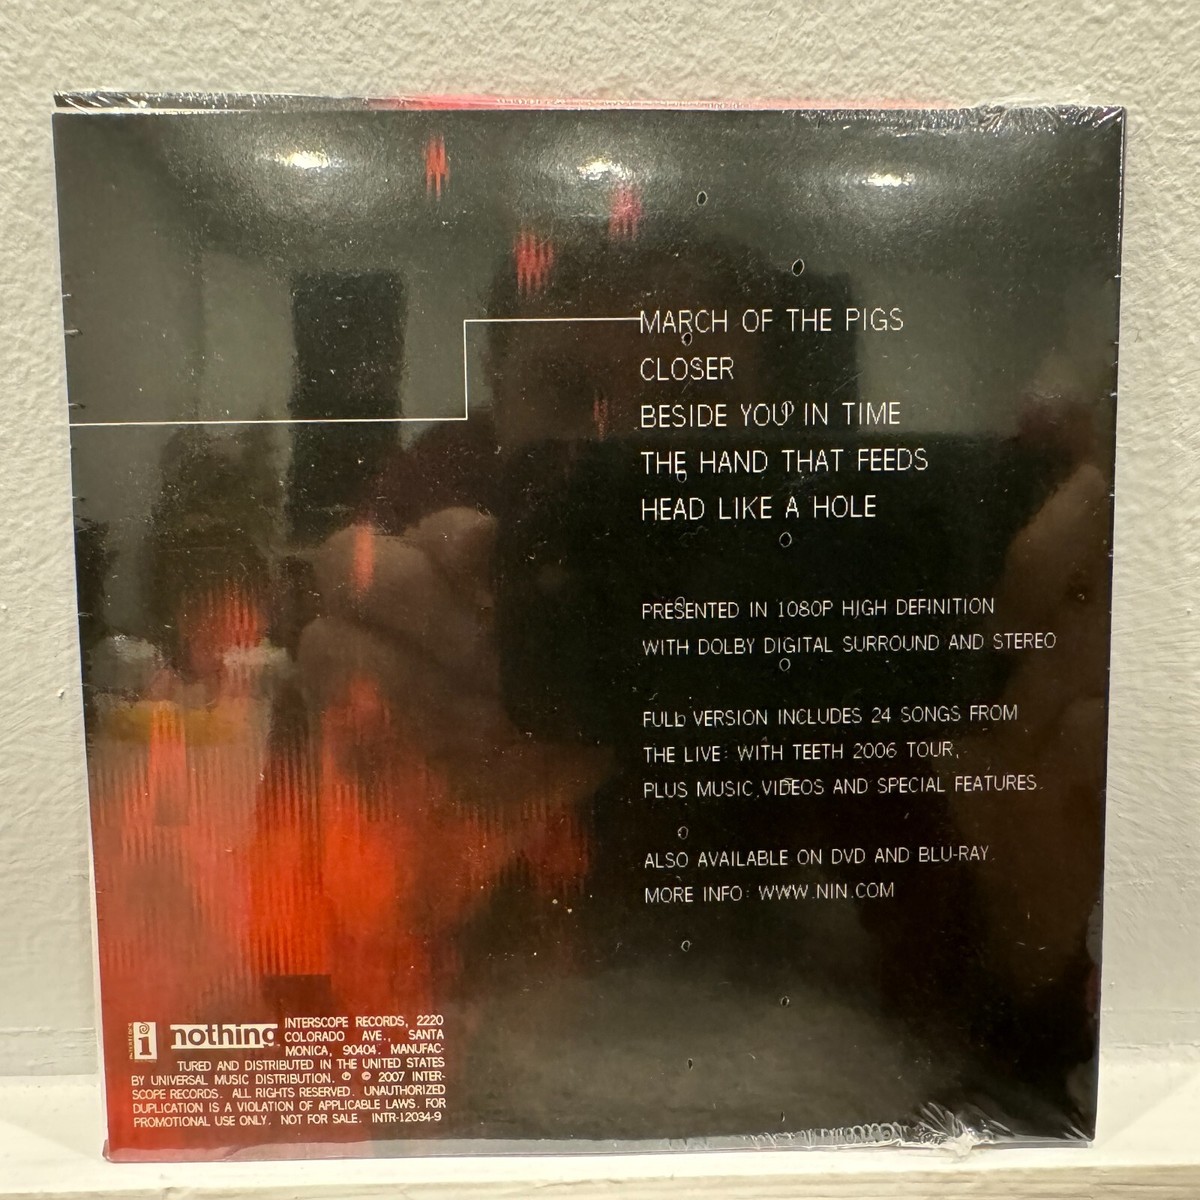 MARCH OF THE PIGS
CLOSER
BESIDE YOU IN TIME
THE HAND THAT FEEDS
HEAD LIKE A HOLE
PRESENTED IN 1080P HIGH DEFINITION
WITH DOLBY DIGITAL SURROUND AND STEREO
FULL VERSION INCLUDES 24 SONGS FROM
THE LIVE: WITH TEETH 2006 TOUR,
PLUS MUSIC VIDEOS AND SPECIAL FEATURES.
ALSO AVAILABLE ON DVD AND BLU-RAY.
MORE INFO: WWW.NIN.COM
INTERSCOPE
i
nothing
INTERSCOPE RECORDS, 2220
COLORADO AVE., SANTA
MONICA, 90404. MANUFAC-
TURED AND DISTRIBUTED IN THE UNITED STATES
BY UNIVERSAL MUSIC DISTRIBUTION. ℗ © 2007 INTER-
SCOPE RECORDS. ALL RIGHTS RESERVED. UNAUTHORIZED
DUPLICATION IS A VIOLATION OF APPLICABLE LAWS. FOR
PROMOTIONAL USE ONLY. NOT FOR SALE. INTR-12034-9